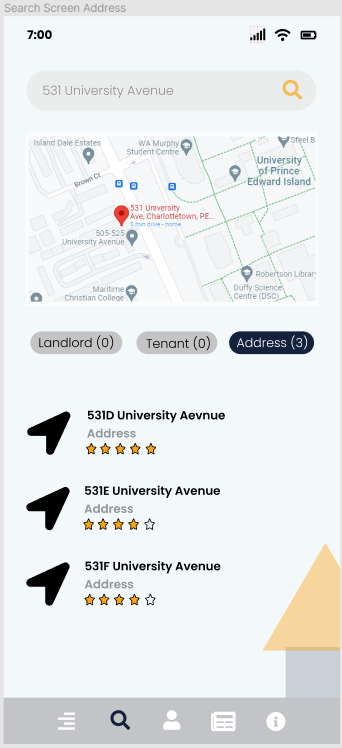 Search Screen Address
7:00
531 University Avenue
Island Dale Estates
WA Murphy
Student Centre
Steel B
University
of Prince
Edward Island
Brown Ct
531 University
Ave, Charlottetown, PE...
5 min drive - home
505-525
University Avenue
Robertson Library
Duffy Science
Centre (DSC)
Maritime
Christian College
Landlord (0)
Tenant (0)
Address (3)
531D University Aevnue
Address
531E University Avenue
Address
531F University Avenue
Address